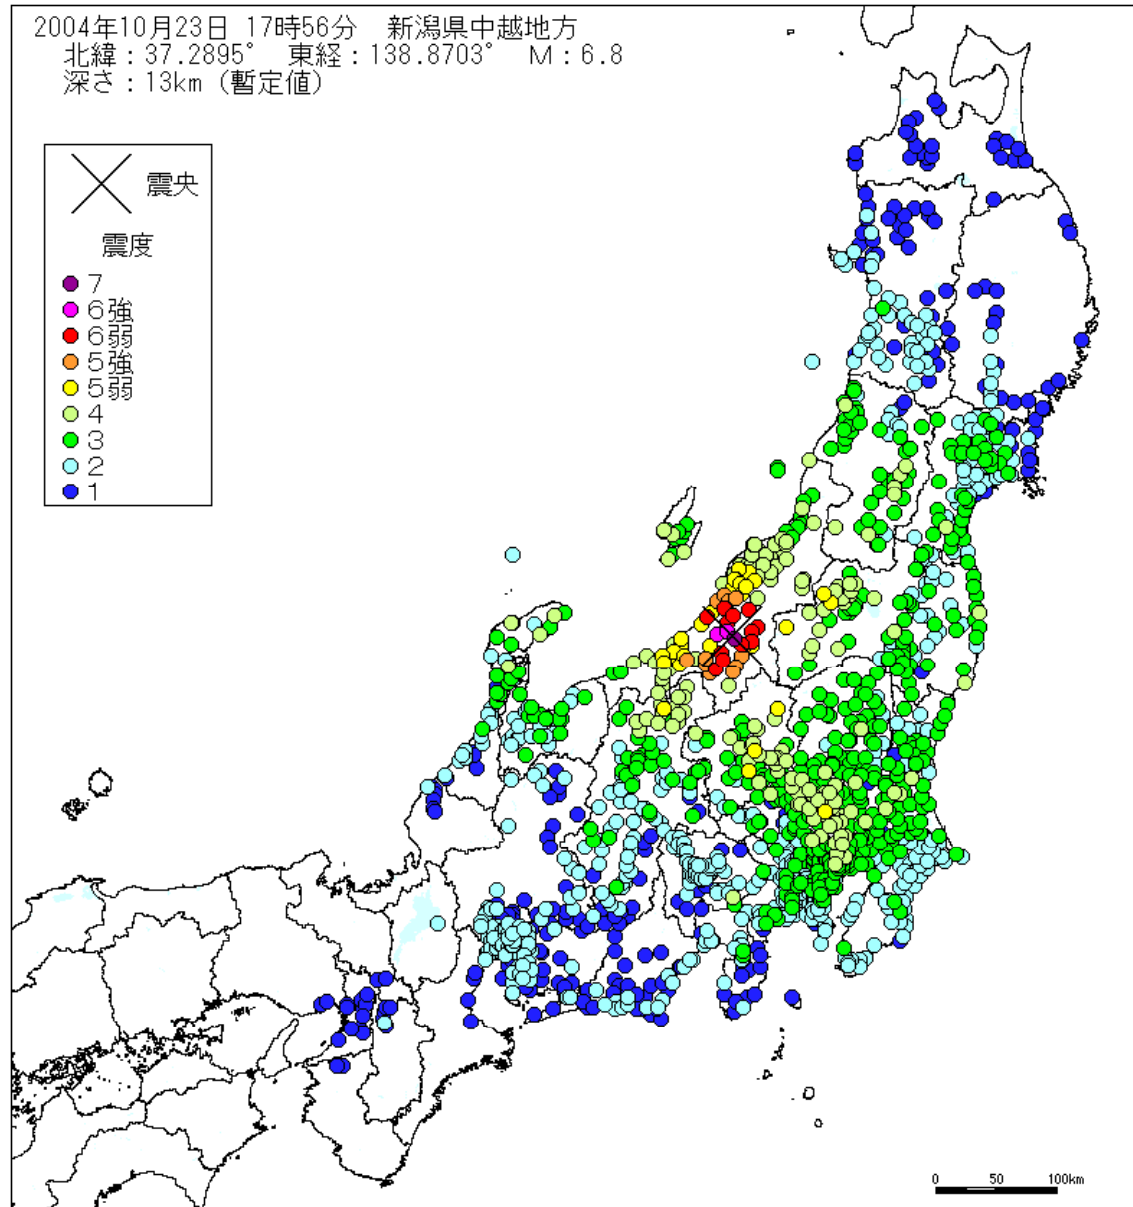 2004年10月23日 17時56分 新潟県中越地方
北緯：37.2895° 東経：138.8703° M：6.8
深さ：13km (暫定値)
震央
震度
7
6強
6弱
5強
5弱
4
3
2
1
0 50 100km